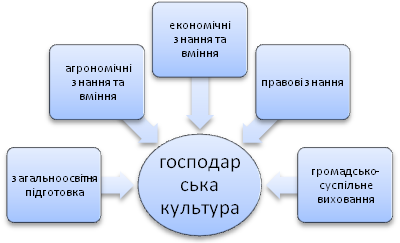 економічні
знання та
вміння
агрономічні
знання та
вміння
правові знання
загальноосвітня
підготовка
господар
ська
культура
громадсько-
суспільне
виховання